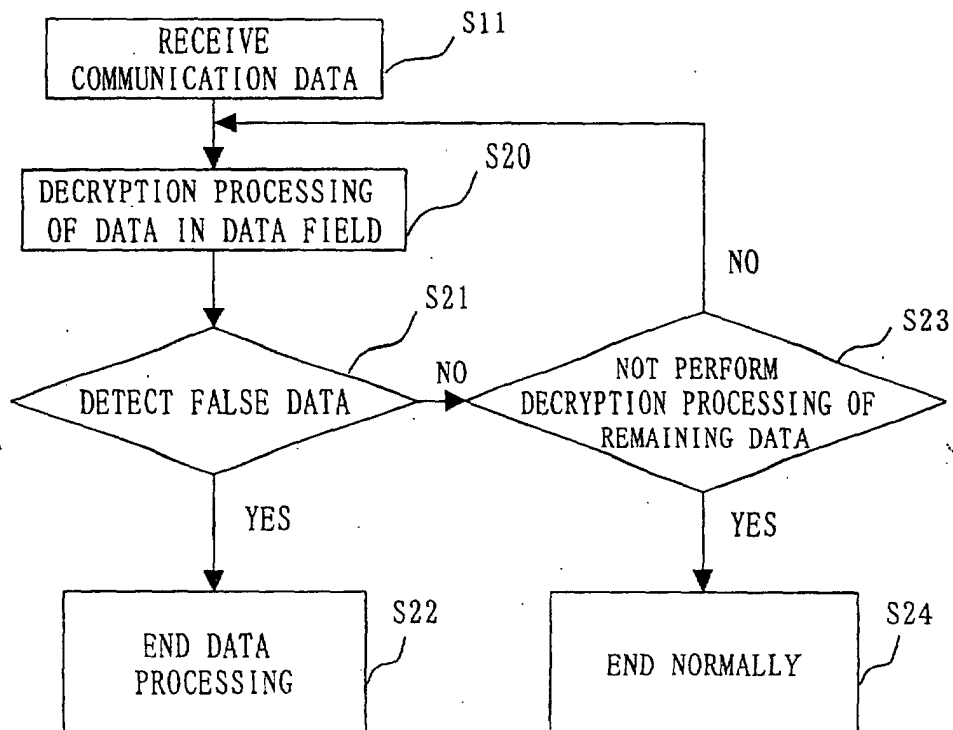 RECEIVE
COMMUNICATION DATA
S11
DECRYPTION PROCESSING
OF DATA IN DATA FIELD
S20
DETECT FALSE DATA
S21
NO
YES
NOT PERFORM
DECRYPTION PROCESSING OF
REMAINING DATA
S23
NO
YES
END DATA
PROCESSING
S22
END NORMALLY
S24